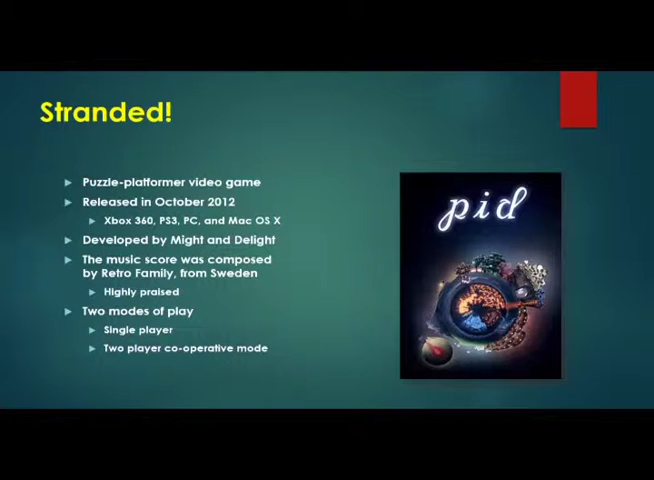 Stranded!
Puzzle-platformer video game
Released in October 2012
Xbox 360, PS3, PC, and Mac OS X
Developed by Might and Delight
The music score was composed
by Retro Family, from Sweden
Highly praised
Two modes of play
Single player
Two player co-operative mode
pid